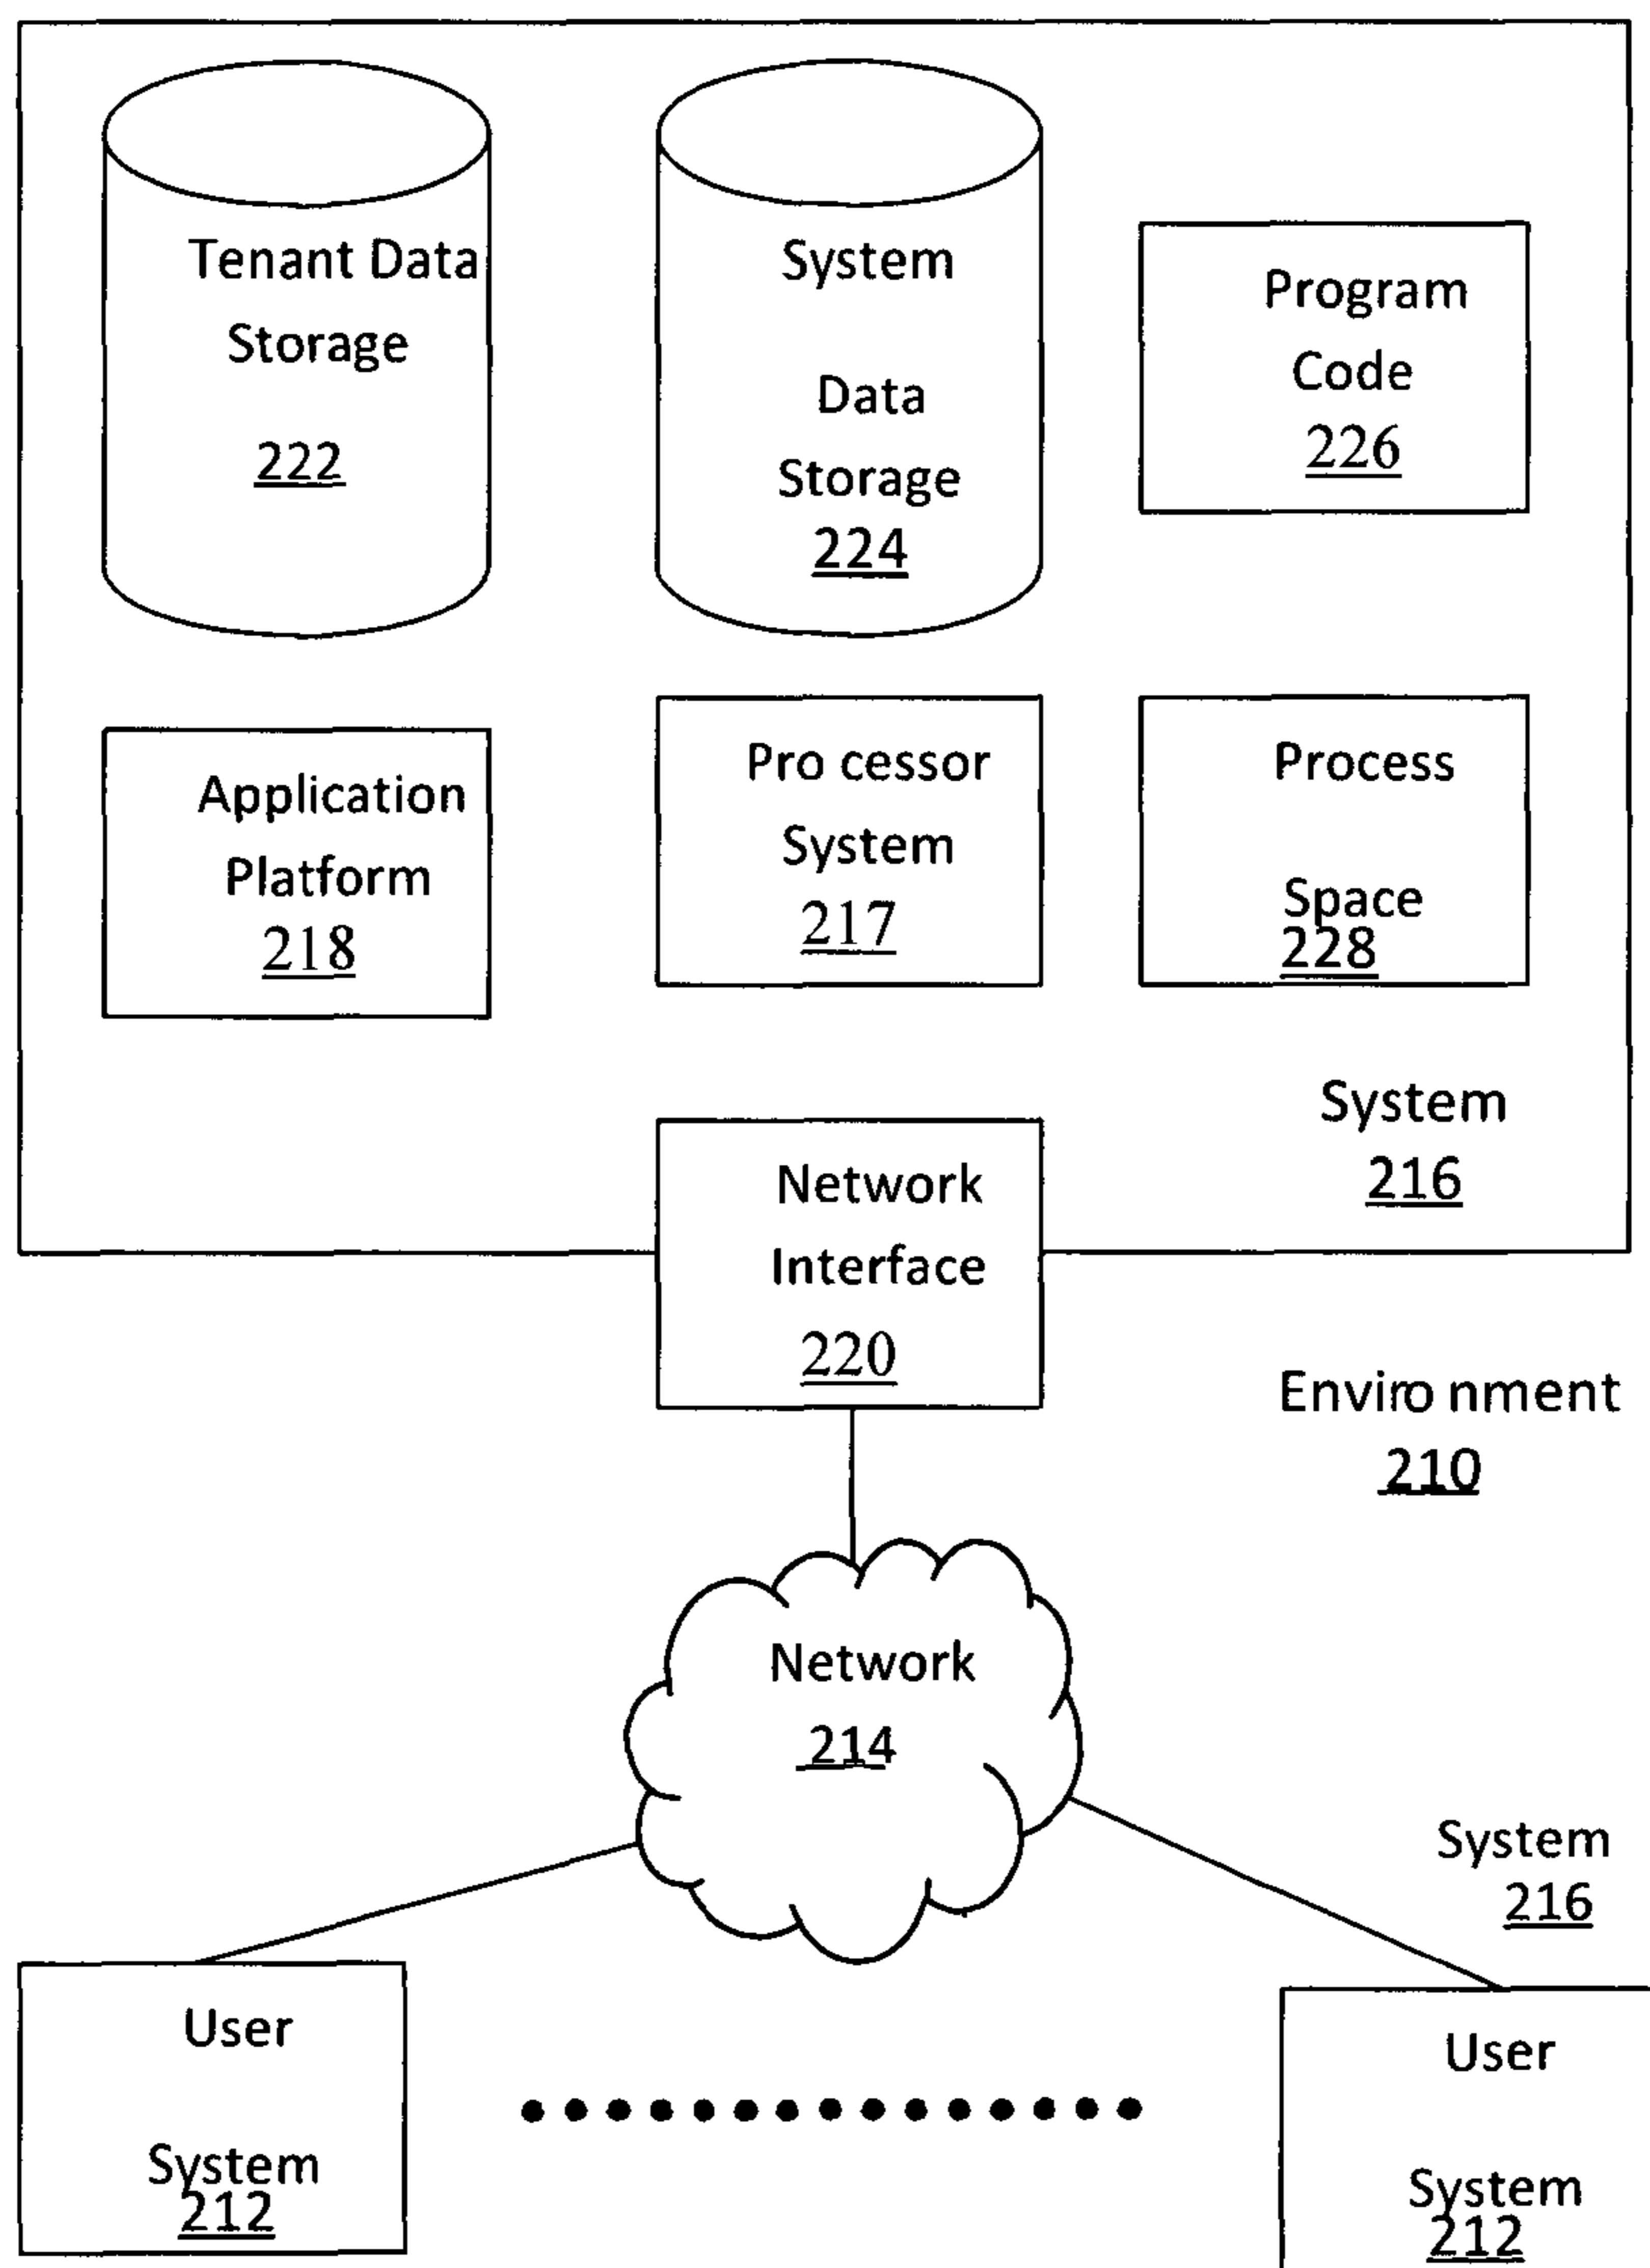 Tenant Data
Storage
222
System
Data
Storage
224
Program
Code
226
Application
Platform
218
Pro cessor
System
217
Process
Space
228
System
216
Network
Interface
220
Enviro nment
210
Network
214
System
216
User
System
212
User
System
212